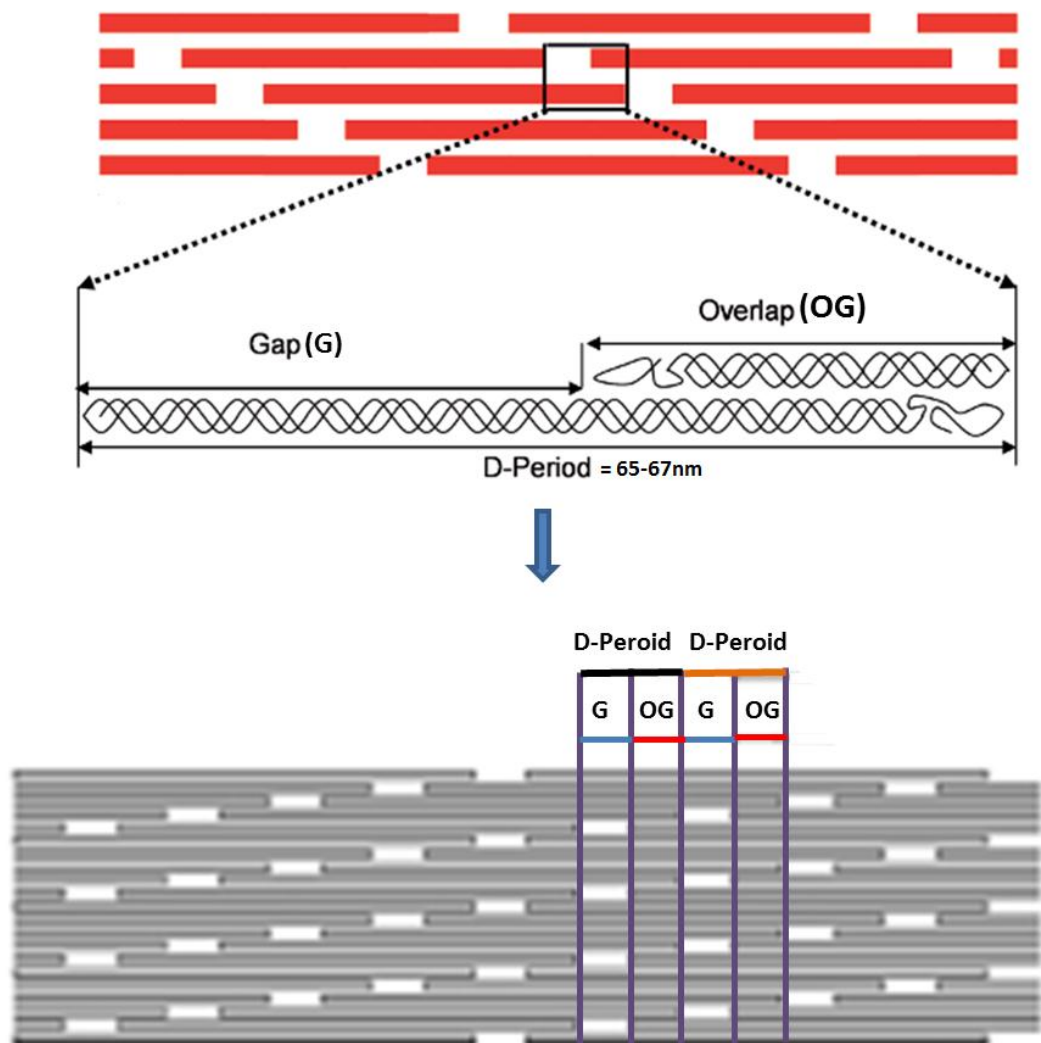 Overlap (OG)
Gap (G)
D-Period = 65-67nm
D-Peroid D-Peroid
G OG G OG